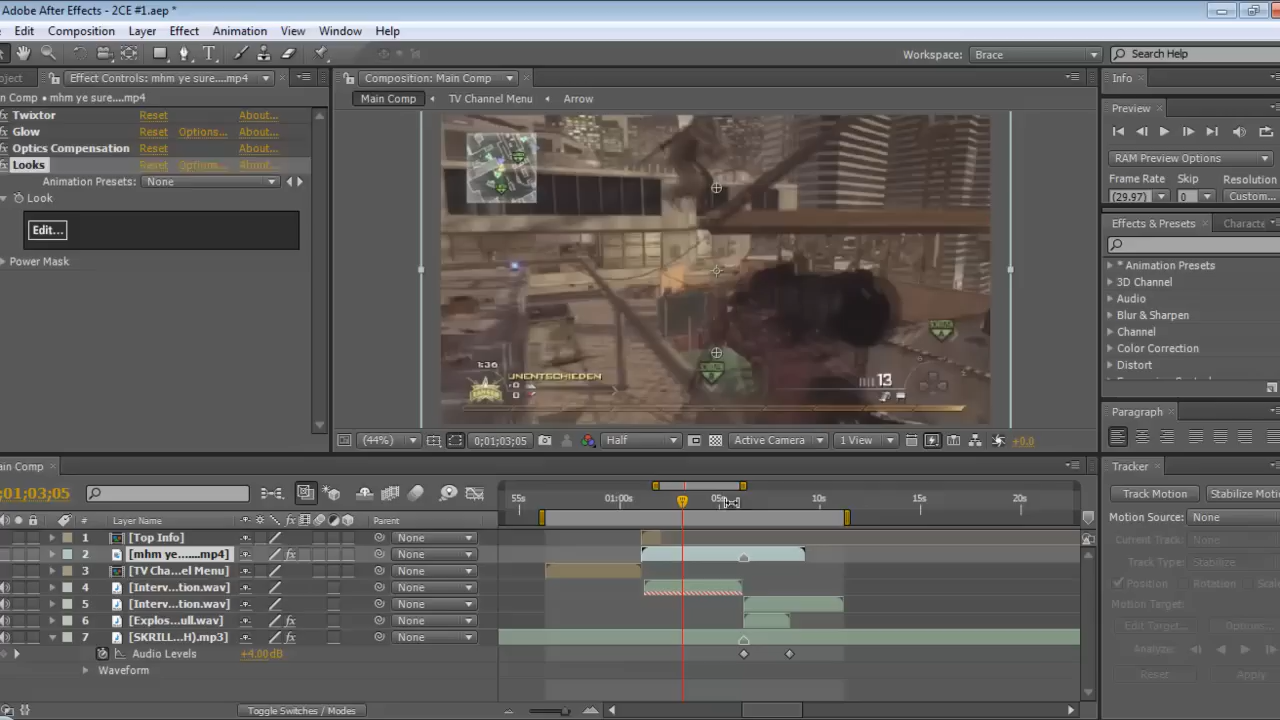 Adobe After Effects - 2CE #1.aep *
Edit Composition Layer Effect Animation View Window Help
Workspace: Brace Search Help
oject Effect Controls: mhm ye sure....mp4 Composition: Main Comp Info
n Comp • mhm ye sure....mp4 Main Comp TV Channel Menu Arrow
Twixtor Reset About... Preview
Glow Reset Options... About...
Optics Compensation Reset About...
Looks Reset Options... About... RAM Preview Options
Animation Presets: None Frame Rate Skip Resolution
Look (29.97) 0 Custom...
Edit... Effects & Presets Characte
Power Mask
* Animation Presets
3D Channel
Audio
Blur & Sharpen
Channel
Color Correction
Distort
1:36
UNENTSCHIEDEN
0
0
13
Paragraph
(44%) 0;01;03;05 Half Active Camera 1 View +0.0
ain Comp Tracker
;01;03;05 55s 01:00s 05s 10s 15s 20s Track Motion Stabilize Motio
# Layer Name Parent Motion Source: None
1 [Top Info] None Current Track: None
2 [mhm ye......mp4] None Track Type: Stabilize
3 [TV Cha...el Menu] None Position Rotation Scale
4 [Interv...tion.wav] None Motion Target:
5 [Interv...tion.wav] None Edit Target... Options...
6 [Explos...ull.wav] None
7 [SKRILL...H).mp3] None Analyze:
Audio Levels +4.00dB
Waveform Reset Apply
Toggle Switches / Modes